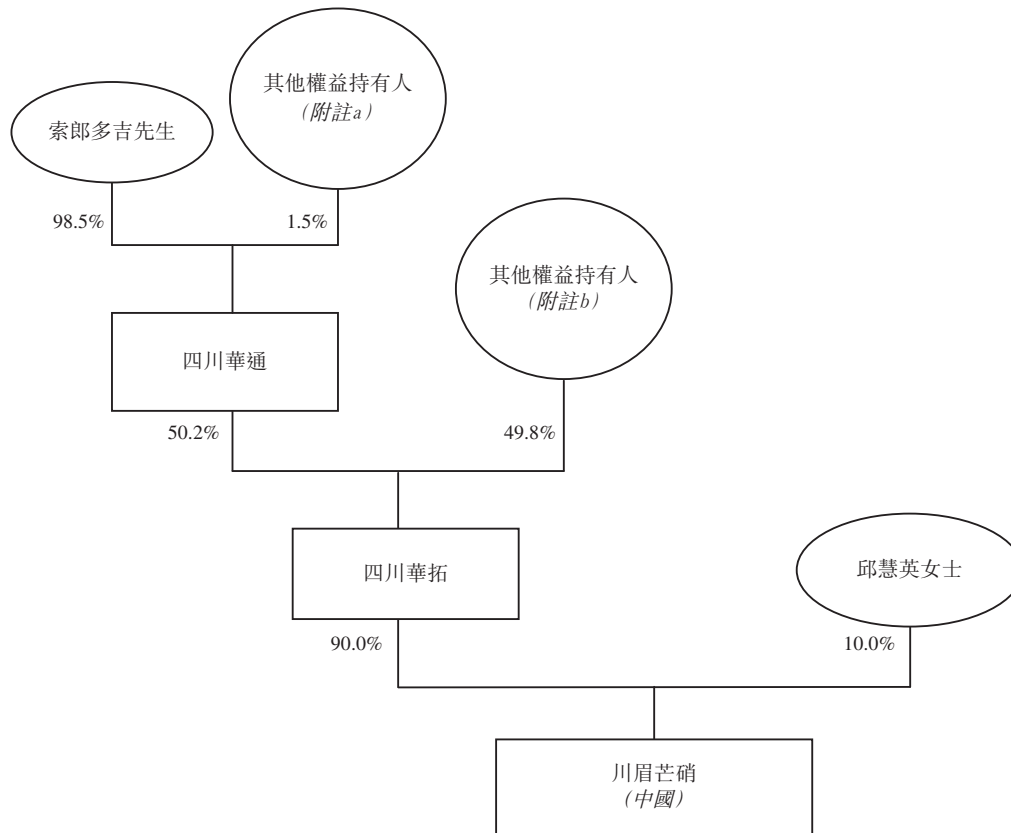 其他權益持有人
(附註a)
索郎多吉先生
98.5%
1.5%
其他權益持有人
(附註b)
四川華通
50.2%
49.8%
四川華拓
邱慧英女士
90.0%
10.0%
川眉芒硝
(中國)